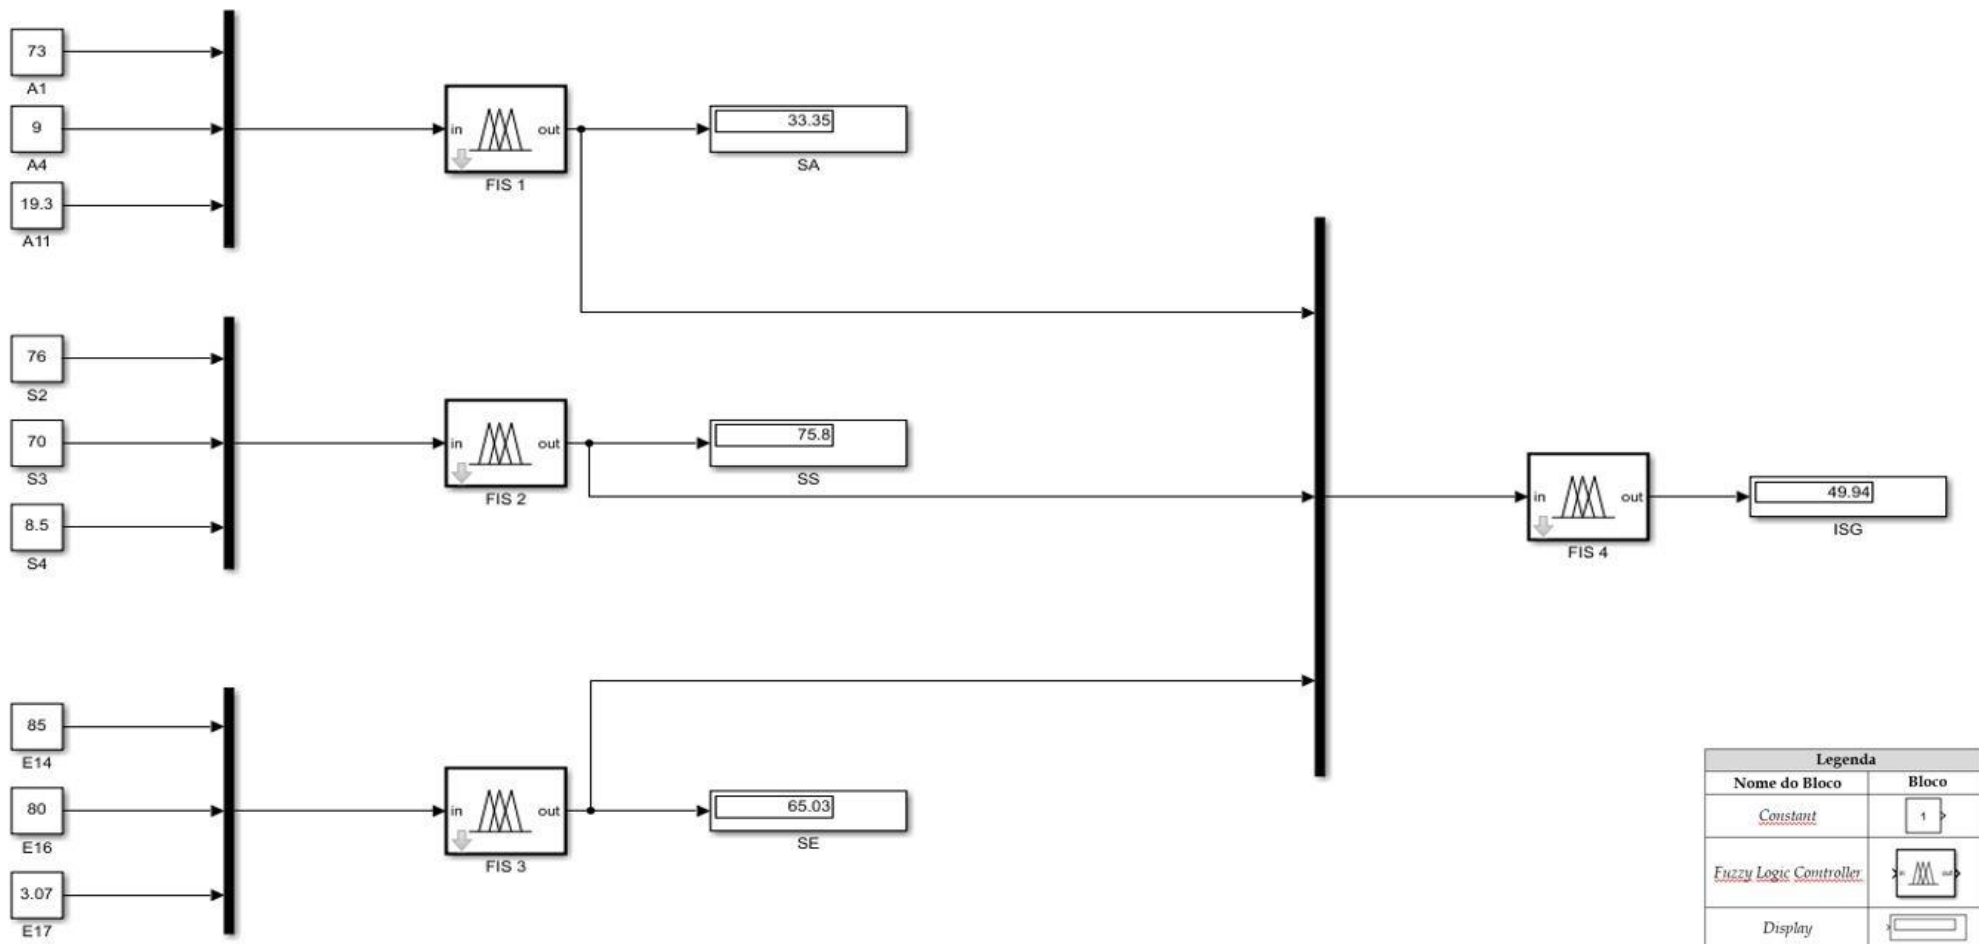 73
A1
9
A4
19.3
A11
in
out
FIS 1
33.35
SA
76
S2
70
S3
8.5
S4
in
out
FIS 2
75.8
SS
85
E14
80
E16
3.07
E17
in
out
FIS 3
65.03
SE
in
out
FIS 4
49.94
ISG
Legenda
Nome do Bloco Bloco
Constant 1
Fuzzy Logic Comtroller
Display